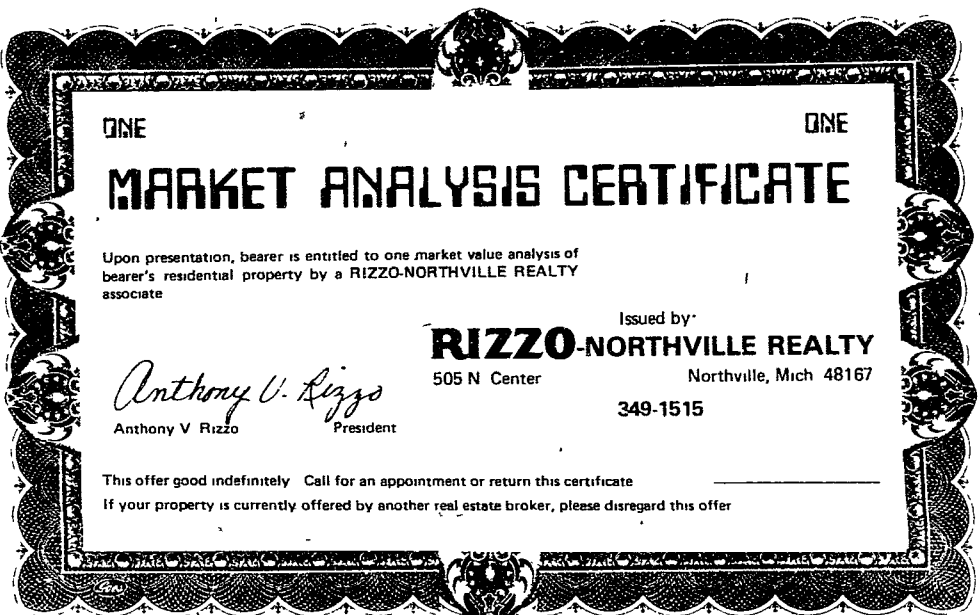 ONE ONE
MARKET ANALYSIS CERTIFICATE
Upon presentation, bearer is entitled to one market value analysis of
bearer's residential property by a RIZZO-NORTHVILLE REALTY
associate
Issued by
RIZZO-NORTHVILLE REALTY
505 N Center Northville, Mich 48167
349-1515
Anthony V. Rizzo
Anthony V Rizzo President
This offer good indefinitely Call for an appointment or return this certificate
If your property is currently offered by another real estate broker, please disregard this offer